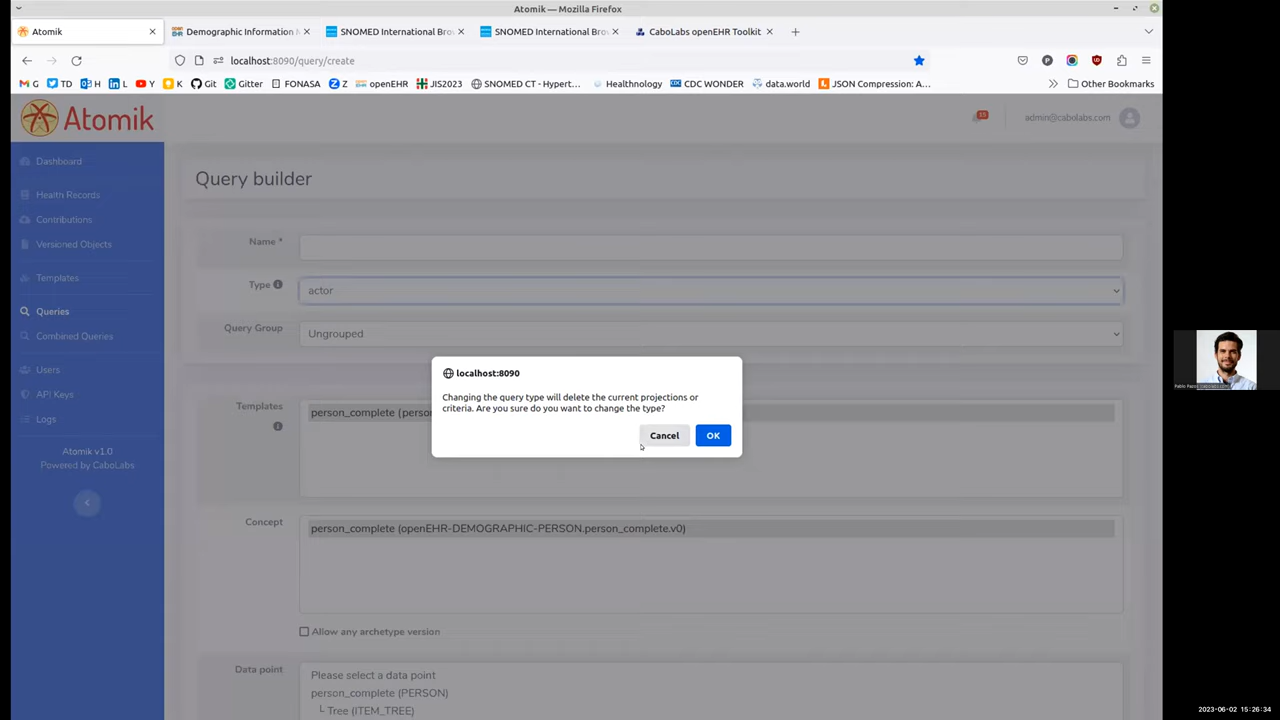 Atomik — Mozilla Firefox
Atomik
Demographic Information M
SNOMED International Brov
SNOMED International Brov
CaboLabs openEHR Toolkit
localhost:8090/query/create
G
TD
H
L
Y
K
Git
Gitter
FONASA
Z
openEHR
JIS2023
SNOMED CT - Hypert...
Healthnology
CDC WONDER
data.world
JSON Compression: A...
Other Bookmarks
Atomik
15
admin@cabolabs.com
Dashboard
Health Records
Contributions
Versioned Objects
Templates
Queries
Combined Queries
Users
API Keys
Logs
Atomik v1.0
Powered by CaboLabs
Query builder
Name *
Type
actor
Query Group
Ungrouped
localhost:8090
Changing the query type will delete the current projections or
criteria. Are you sure do you want to change the type?
Cancel
OK
Templates
person_complete (perso
Concept
person_complete (openEHR-DEMOGRAPHIC-PERSON.person_complete.v0)
Allow any archetype version
Data point
Please select a data point
person_complete (PERSON)
└ Tree (ITEM_TREE)
2023-06-02 15:26:34